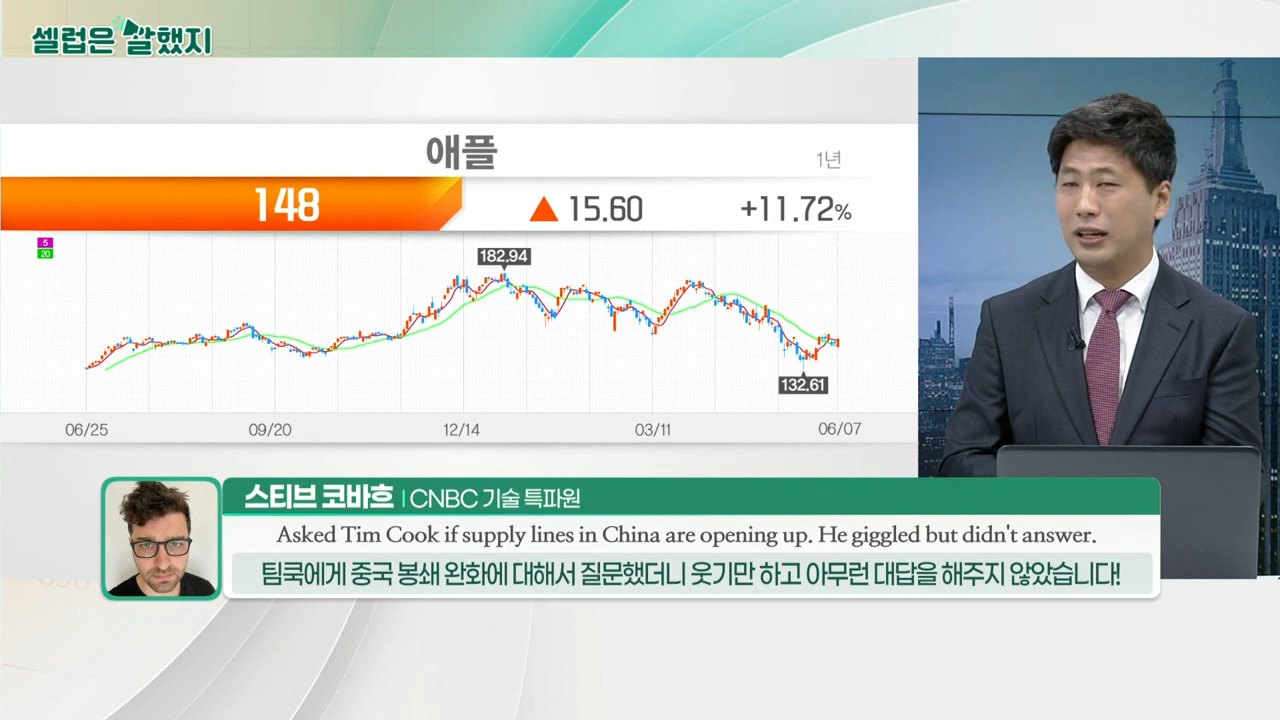 셀럽은 말했지
애플
1년
148
▲ 15.60
+11.72%
5
20
182.94
132.61
06/25 09/20 12/14 03/11 06/07
스티브 코바흐 | CNBC 기술 특파원
Asked Tim Cook if supply lines in China are opening up. He giggled but didn't answer.
팀쿡에게 중국 봉쇄 완화에 대해서 질문했더니 웃기만 하고 아무런 대답을 해주지 않았습니다!